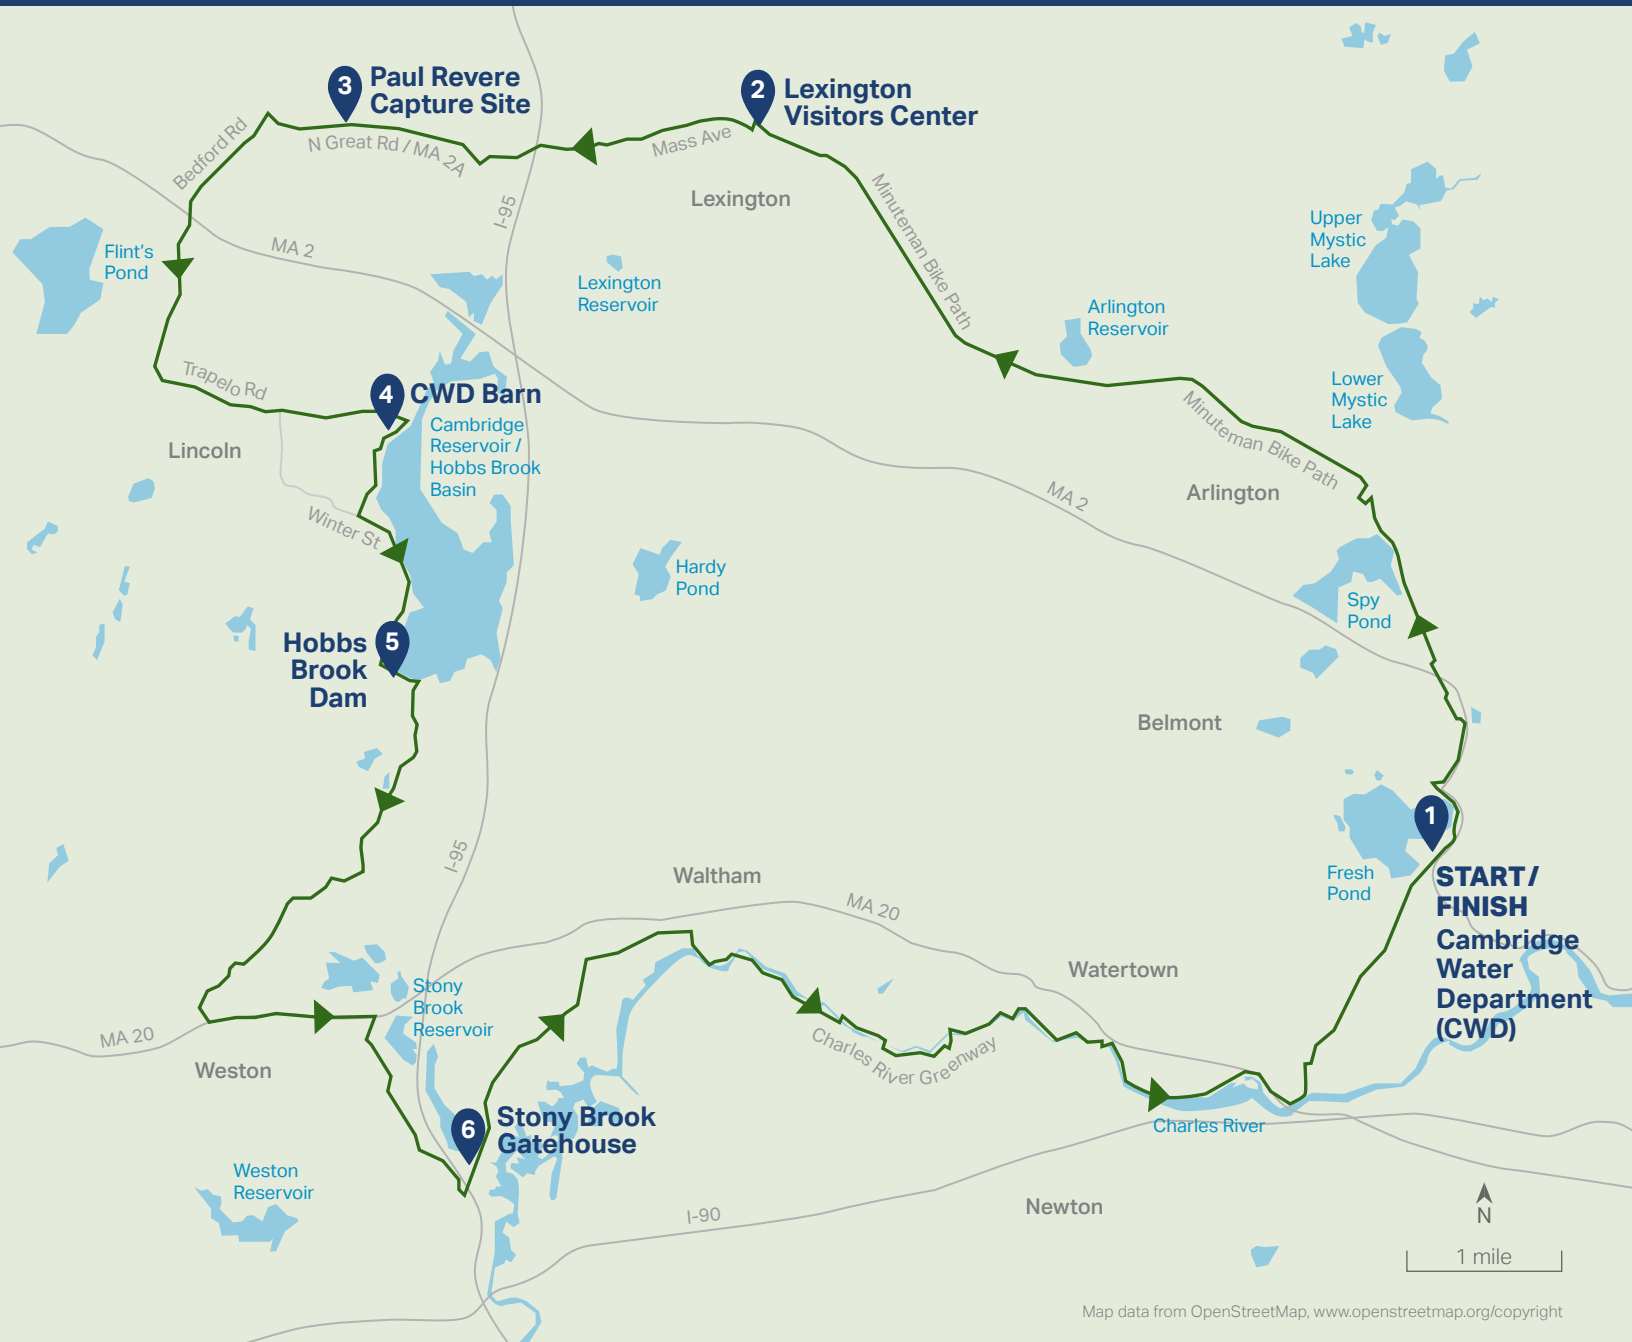 3
Paul Revere
Capture Site
2
Lexington
Visitors Center
Bedford Rd
N Great Rd / MA 2A
Mass Ave
Lexington
I-95
Minuteman Bike Path
Flint's
Pond
MA 2
Lexington
Reservoir
Upper
Mystic
Lake
Arlington
Reservoir
Lower
Mystic
Lake
Trapelo Rd
4
CWD Barn
Cambridge
Reservoir /
Hobbs Brook
Basin
Lincoln
Minuteman Bike Path
Arlington
MA 2
Winter St
Hardy
Pond
Spy
Pond
5
Hobbs
Brook
Dam
Belmont
1
START/
FINISH
Cambridge
Water
Department
(CWD)
Fresh
Pond
I-95
Waltham
MA 20
Watertown
Stony
Brook
Reservoir
MA 20
Weston
Charles River Greenway
6
Stony Brook
Gatehouse
Charles River
Weston
Reservoir
I-90
Newton
N
1 mile
Map data from OpenStreetMap, www.openstreetmap.org/copyright